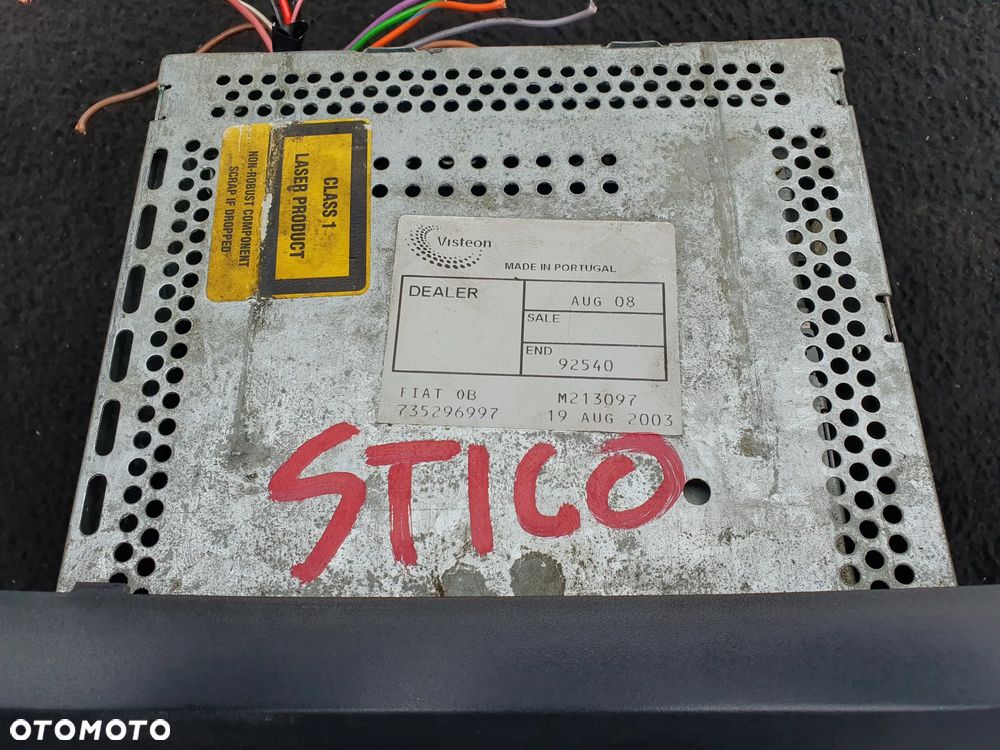 CLASS 1
LASER PRODUCT
NON-ROBUST COMPONENT
SCRAP IF DROPPED
Visteon
MADE IN PORTUGAL
DEALER
AUG 08
SALE
END
92540
FIAT 0B
M213097
735296997
19 AUG 2003
STICO
OTOMOTO